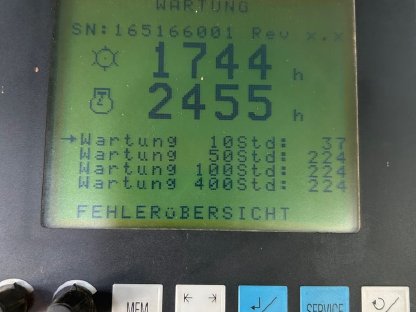 WARTUNG
SN:165166001 Rev x.x
1744 h
2455 h
→Wartung 10Std: 37
Wartung 50Std: 224
Wartung 100Std: 224
Wartung 400Std: 224
FEHLERüBERSICHT
MEM
SERVICE